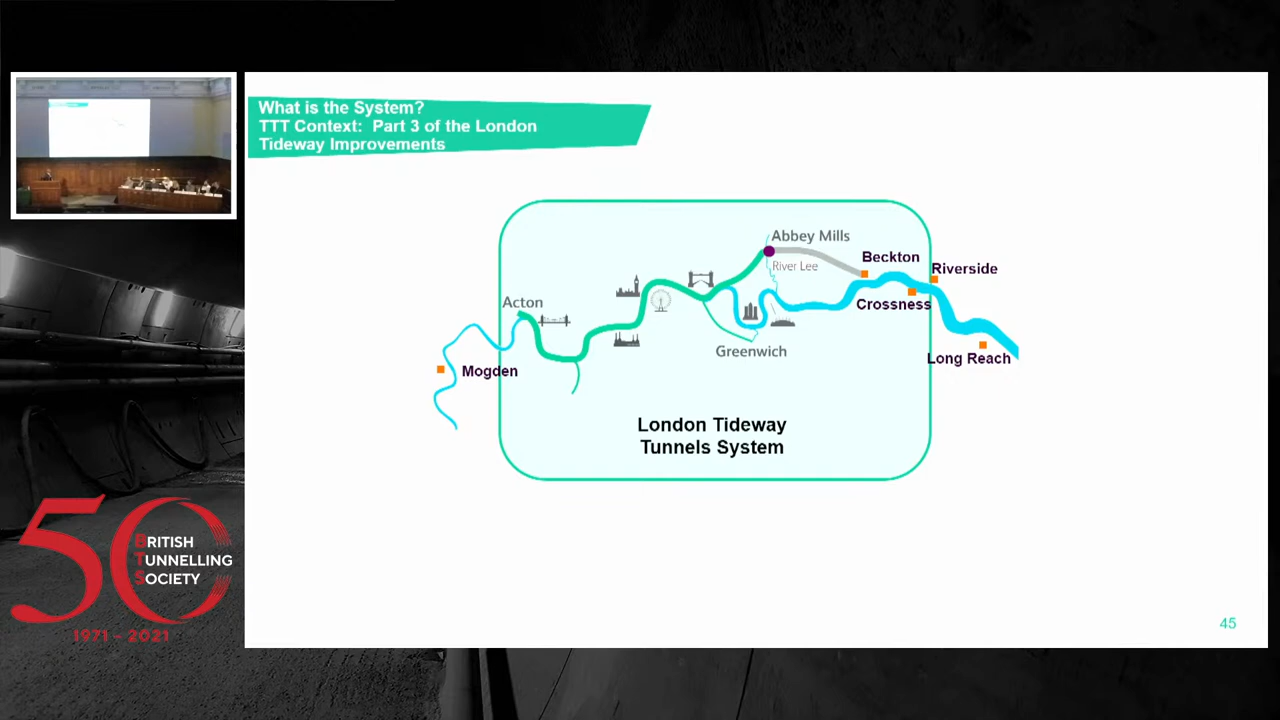 What is the System?
TTT Context: Part 3 of the London
Tideway Improvements
Abbey Mills
River Lee
Beckton
Riverside
Acton
Crossness
Greenwich
Long Reach
Mogden
London Tideway
Tunnels System
50
BRITISH
TUNNELLING
SOCIETY
1971 - 2021
45